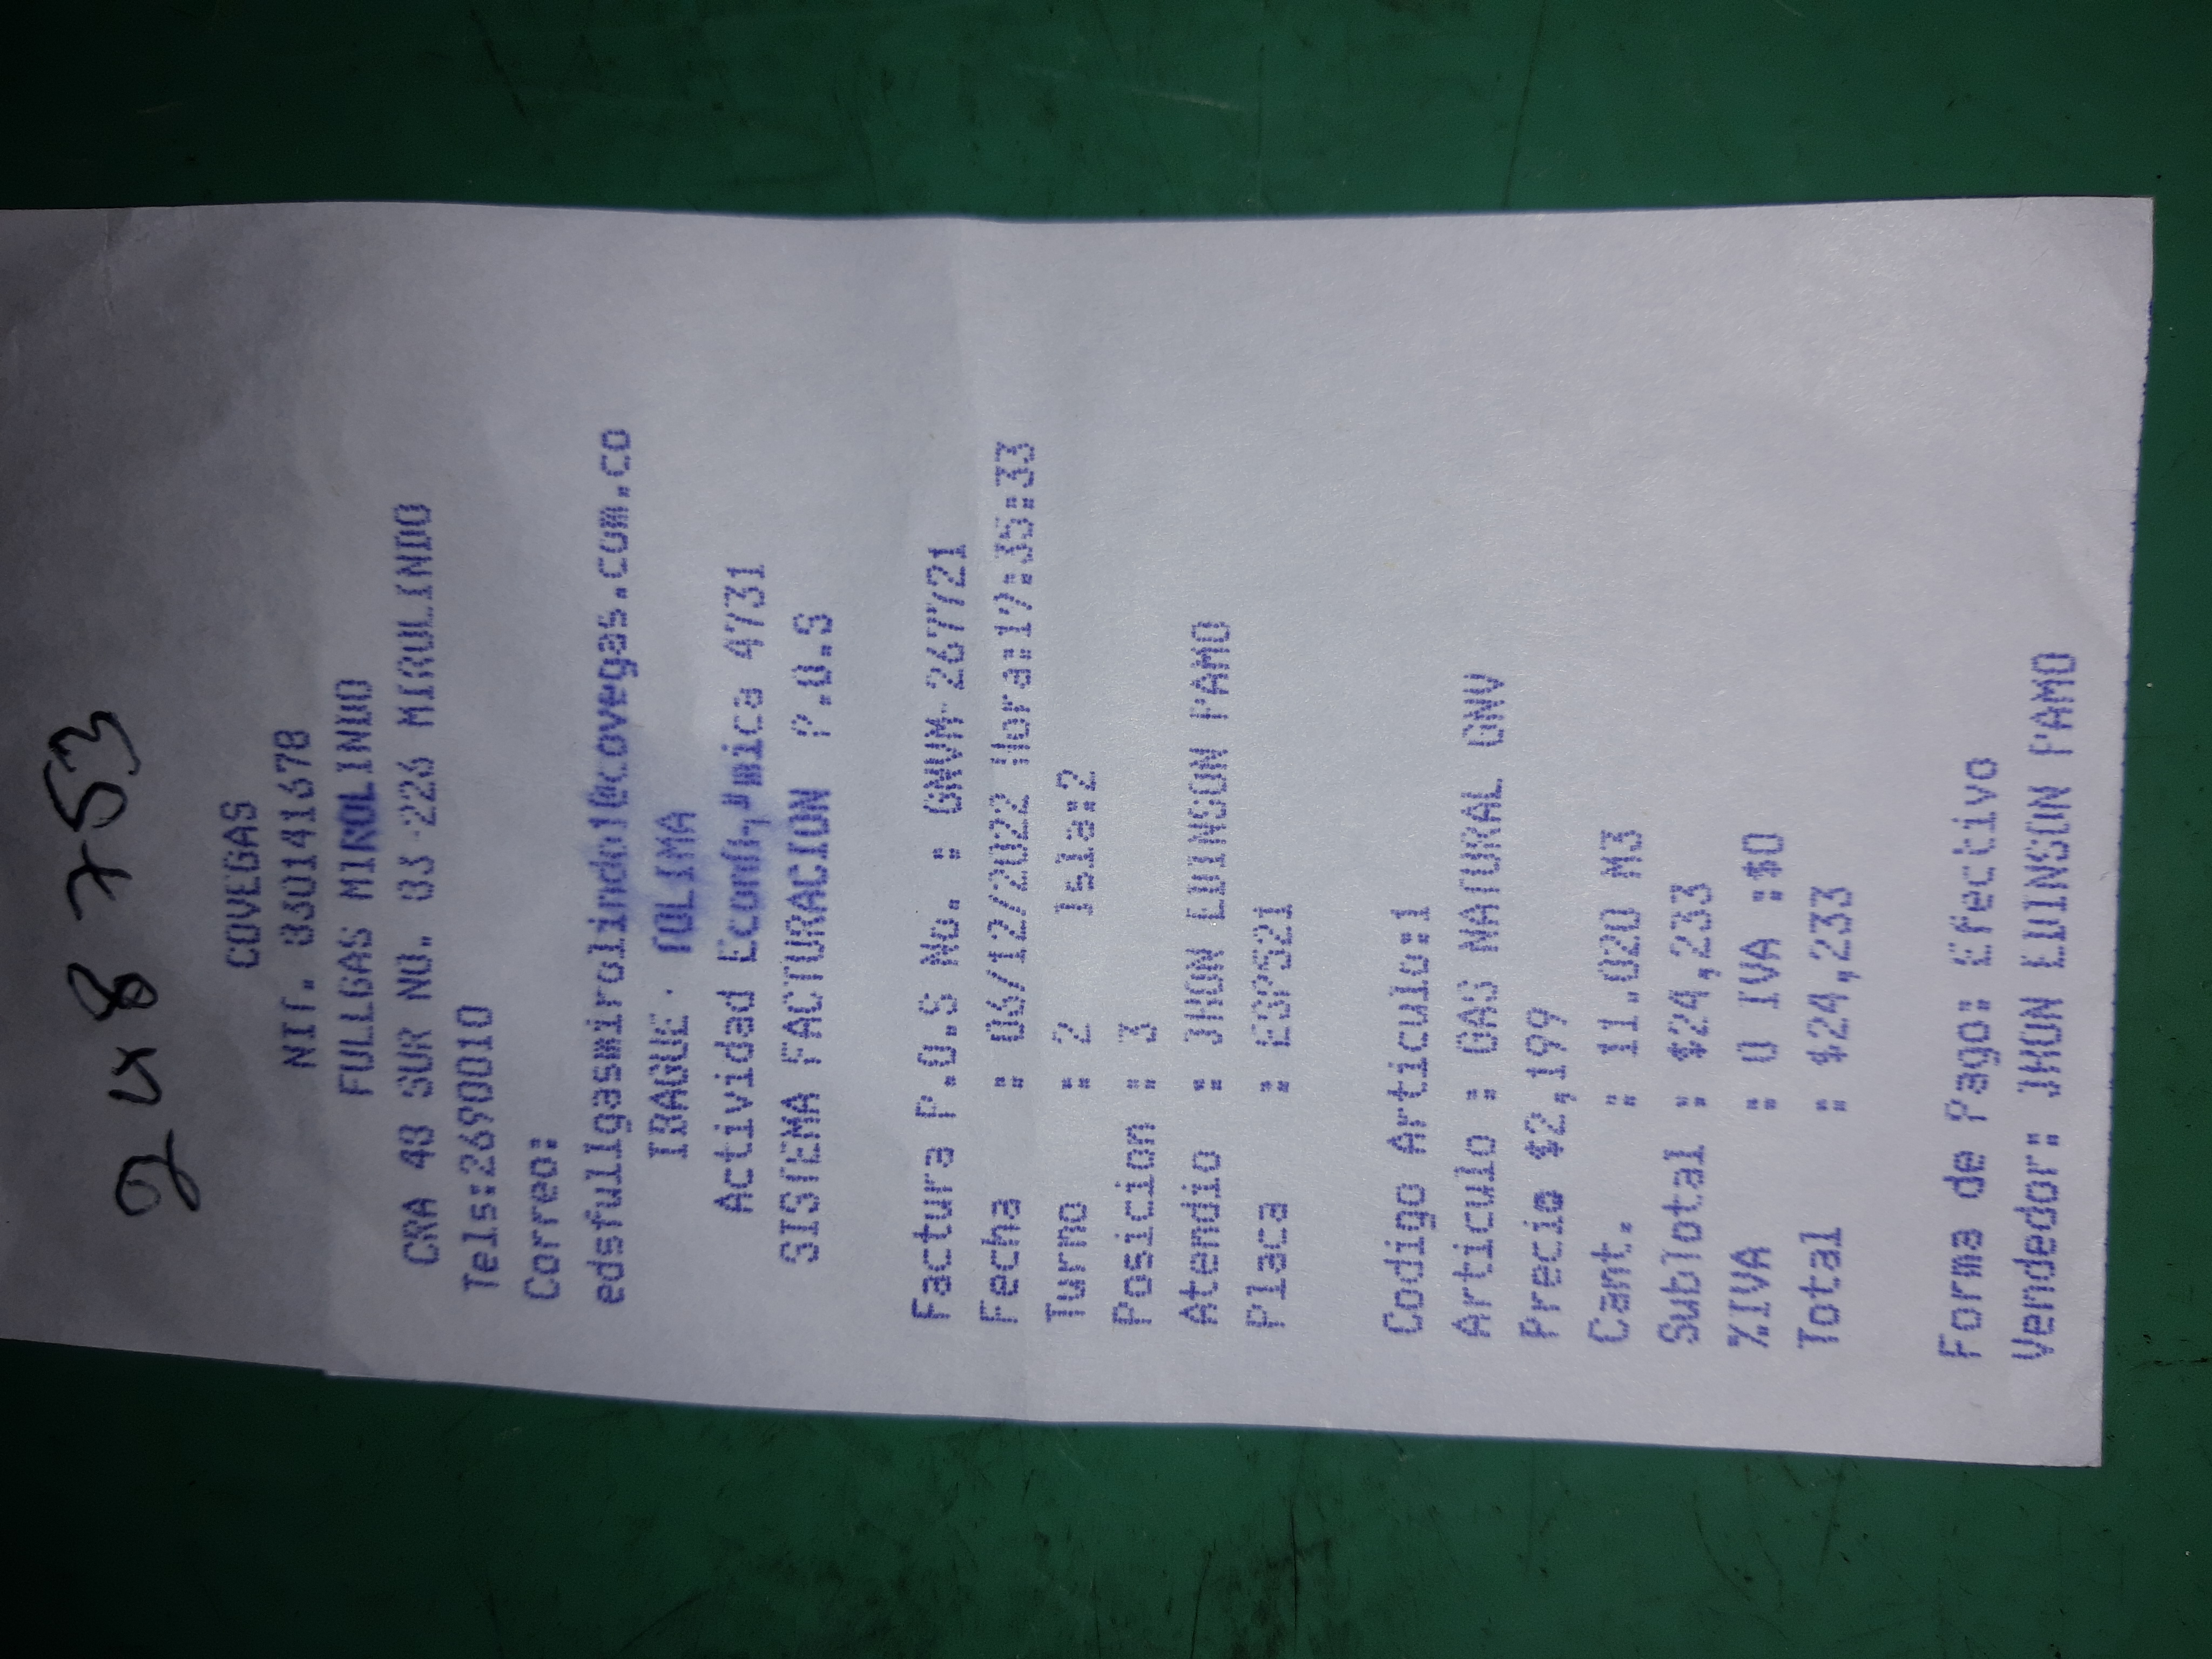 248753
COVEGAS
NIT. 830141678
FULLGAS MIROLINDO
CRA 48 SUR NO. 83-226 MIROLINDO
Tels:2690010
Correo:
edsfullgasmirolindo1@covegas.com.co
IBAGUE - TOLIMA
Actividad 4731
SISTEMA FACTURACION P.O.S
Factura P.O.S No. : GNVM-267721
Fecha : 06/12/2022 Hora:17:35:33
Turno : 2 Isla:2
Posicion : 3
Atendio : JHON EDINSON PAMO
Placa :
Codigo Articulo:1
Articulo : GAS NATURAL GNV
Precio $2,199
Cant. : 11.020 M3
Subtotal : $24,233
%IVA : 0 IVA :$0
Total : $24,233
Forma de Pago: Efectivo
Vendedor: JHON EDINSON PAMO